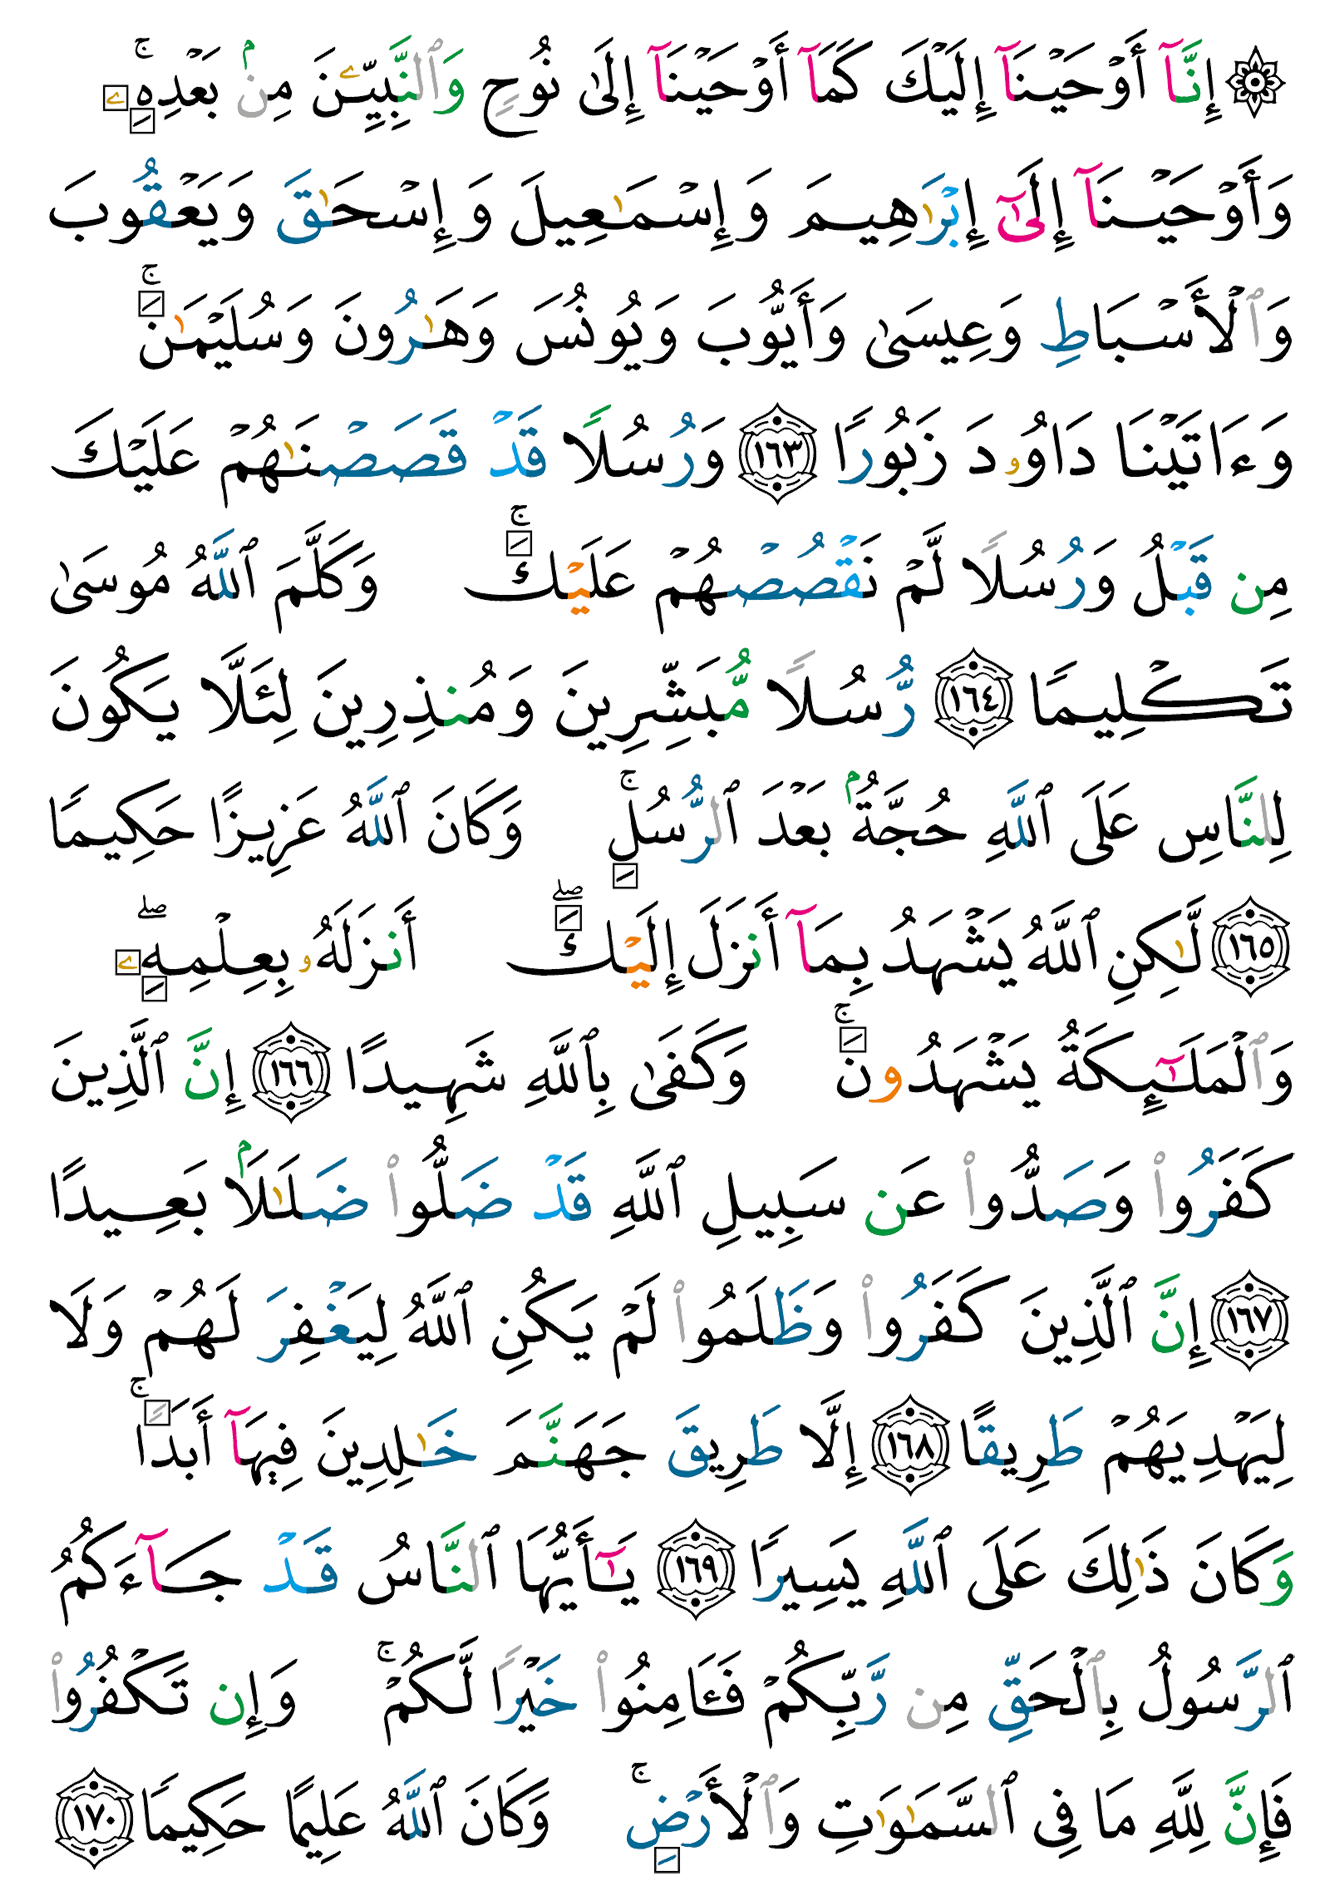 ۞ إِنَّآ أَوۡحَيۡنَآ إِلَيۡكَ كَمَآ أَوۡحَيۡنَآ إِلَىٰ نُوحٖ وَٱلنَّبِيِّـۧنَ مِنۢ بَعۡدِهِۦۚ
وَأَوۡحَيۡنَآ إِلَىٰٓ إِبۡرَٰهِيمَ وَإِسۡمَٰعِيلَ وَإِسۡحَٰقَ وَيَعۡقُوبَ
وَٱلۡأَسۡبَاطِ وَعِيسَىٰ وَأَيُّوبَ وَيُونُسَ وَهَٰرُونَ وَسُلَيۡمَٰنَۚ
وَءَاتَيۡنَا دَاوُۥدَ زَبُورٗا ١٦٣ وَرُسُلٗا قَدۡ قَصَصۡنَٰهُمۡ عَلَيۡكَ
مِن قَبۡلُ وَرُسُلٗا لَّمۡ نَقۡصُصۡهُمۡ عَلَيۡكَۚ وَكَلَّمَ ٱللَّهُ مُوسَىٰ
تَكۡلِيمٗا ١٦٤ رُّسُلٗا مُّبَشِّرِينَ وَمُنذِرِينَ لِئَلَّا يَكُونَ
لِلنَّاسِ عَلَى ٱللَّهِ حُجَّةُۢ بَعۡدَ ٱلرُّسُلِۚ وَكَانَ ٱللَّهُ عَزِيزًا حَكِيمٗا
١٦٥ لَّٰكِنِ ٱللَّهُ يَشۡهَدُ بِمَآ أَنزَلَ إِلَيۡكَۖ أَنزَلَهُۥ بِعِلۡمِهِۦۖ
وَٱلۡمَلَٰٓئِكَةُ يَشۡهَدُونَۚ وَكَفَىٰ بِٱللَّهِ شَهِيدًا ١٦٦ إِنَّ ٱلَّذِينَ
كَفَرُواْ وَصَدُّواْ عَن سَبِيلِ ٱللَّهِ قَدۡ ضَلُّواْ ضَلَٰلَۢا بَعِيدًا
١٦٧ إِنَّ ٱلَّذِينَ كَفَرُواْ وَظَلَمُواْ لَمۡ يَكُنِ ٱللَّهُ لِيَغۡفِرَ لَهُمۡ وَلَا
لِيَهۡدِيَهُمۡ طَرِيقًا ١٦٨ إِلَّا طَرِيقَ جَهَنَّمَ خَٰلِدِينَ فِيهَآ أَبَدٗاۚ
وَكَانَ ذَٰلِكَ عَلَى ٱللَّهِ يَسِيرٗا ١٦٩ يَٰٓأَيُّهَا ٱلنَّاسُ قَدۡ جَآءَكُمُ
ٱلرَّسُولُ بِٱلۡحَقِّ مِن رَّبِّكُمۡ فَـَٔامِنُواْ خَيۡرٗا لَّكُمۡۚ وَإِن تَكۡفُرُواْ
فَإِنَّ لِلَّهِ مَا فِي ٱلسَّمَٰوَٰتِ وَٱلۡأَرۡضِۚ وَكَانَ ٱللَّهُ عَلِيمًا حَكِيمٗا ١٧٠